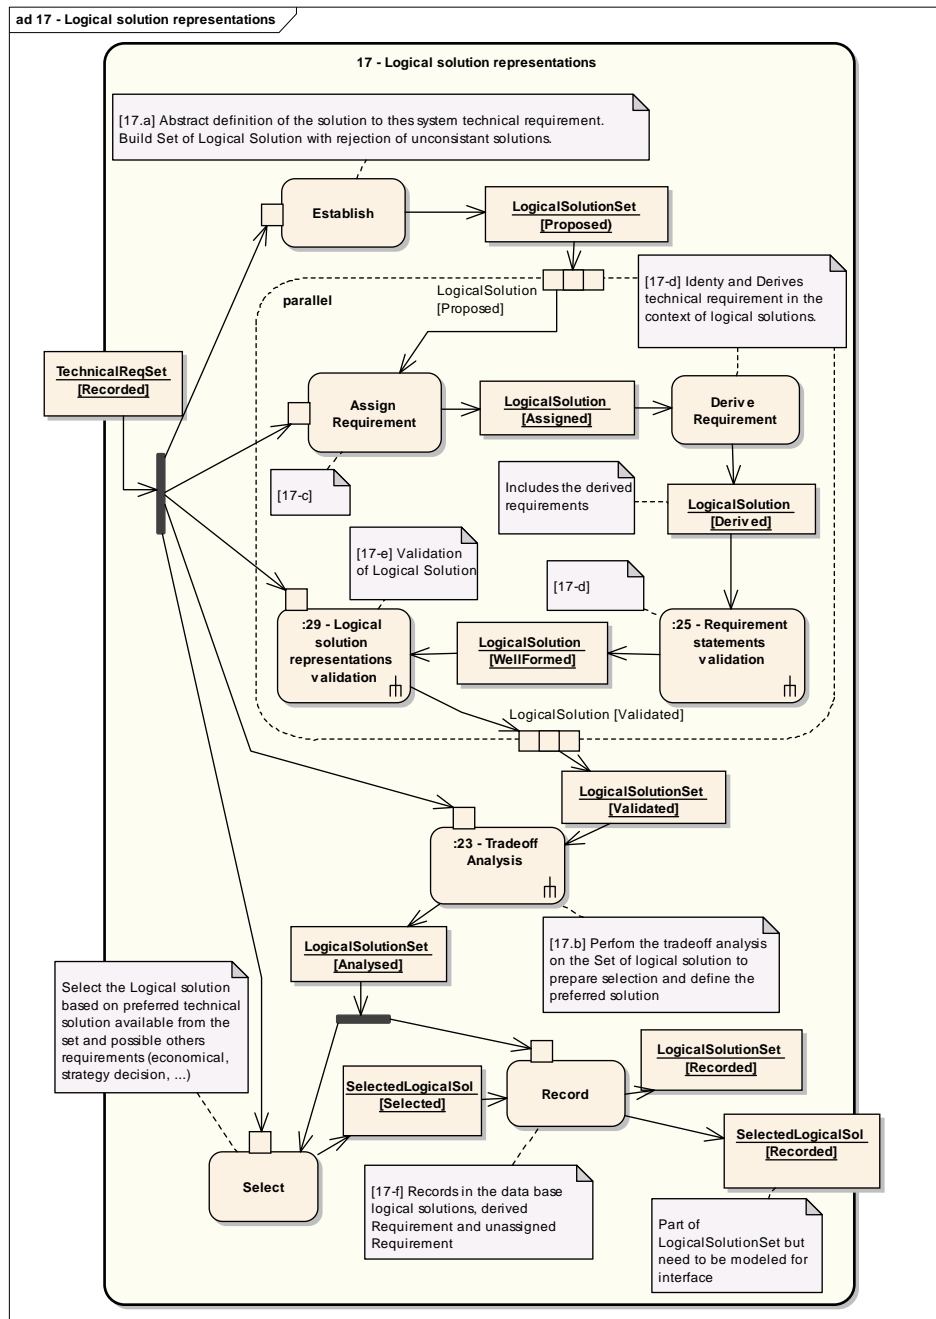 ad 17 - Logical solution representations
17 - Logical solution representations
[17.a] Abstract definition of the solution to thes system technical requirement.
Build Set of Logical Solution with rejection of unconsistant solutions.
Establish
LogicalSolutionSet
[Proposed)
[17-d] Identy and Derives
technical requirement in the
context of logical solutions.
parallel
LogicalSolution
[Proposed]
TechnicalReqSet
[Recorded]
Assign
Requirement
LogicalSolution
[Assigned]
Derive
Requirement
[17-c]
Includes the derived
requirements
LogicalSolution
[Derived]
[17-e] Validation
of Logical Solution
[17-d]
:29 - Logical
solution
representations
validation
LogicalSolution
[WellFormed]
:25 - Requirement
statements
validation
LogicalSolution [Validated]
LogicalSolutionSet
[Validated]
:23 - Tradeoff
Analysis
LogicalSolutionSet
[Analysed]
[17.b] Perfom the tradeoff analysis
on the Set of logical solution to
prepare selection and define the
preferred solution
Select the Logical solution
based on preferred technical
solution available from the
set and possible others
requirements (economical,
strategy decision, ...)
LogicalSolutionSet
[Recorded]
SelectedLogicalSol
[Selected]
Record
SelectedLogicalSol
[Recorded]
Select
[17-f] Records in the data base
logical solutions, derived
Requirement and unassigned
Requirement
Part of
LogicalSolutionSet but
need to be modeled for
interface